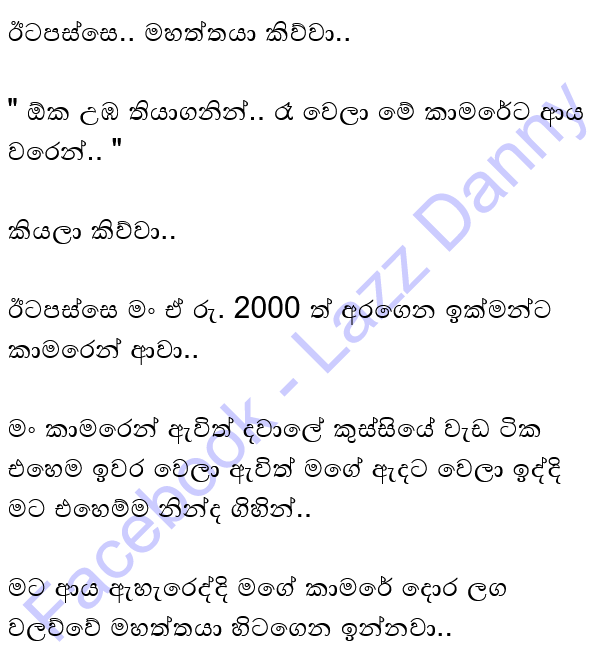 ඊටපස්සෙ.. මහත්තයා කිව්වා..
" ඕක උඹ තියාගනින්.. රෑ වෙලා මේ කාමරේට ආය
වරෙන්.. "
කියලා කිව්වා..
ඊටපස්සෙ මං ඒ රු. 2000 ත් අරගෙන ඉක්මන්ට
කාමරෙන් ආවා..
මං කාමරෙන් ඇවිත් දවාලේ කුස්සියේ වැඩ ටික
එහෙම ඉවර වෙලා ඇවිත් මගේ ඇදට වෙලා ඉද්දි
මට එහෙම්ම නින්ද ගිහින්..
මට ආය ඇහැරෙද්දි මගේ කාමරේ දොර ලග
වලව්වේ මහත්තයා හිටගෙන ඉන්නවා..
Facebook - Lazz Danny